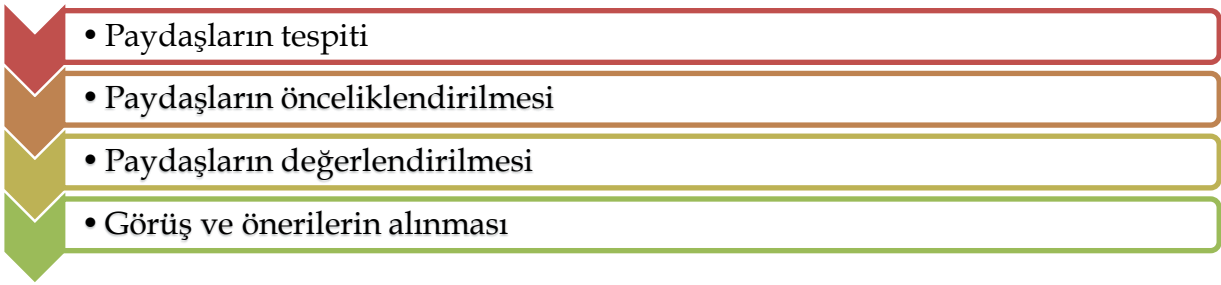 • Paydaşların tespiti
• Paydaşların önceliklendirilmesi
• Paydaşların değerlendirilmesi
• Görüş ve önerilerin alınması